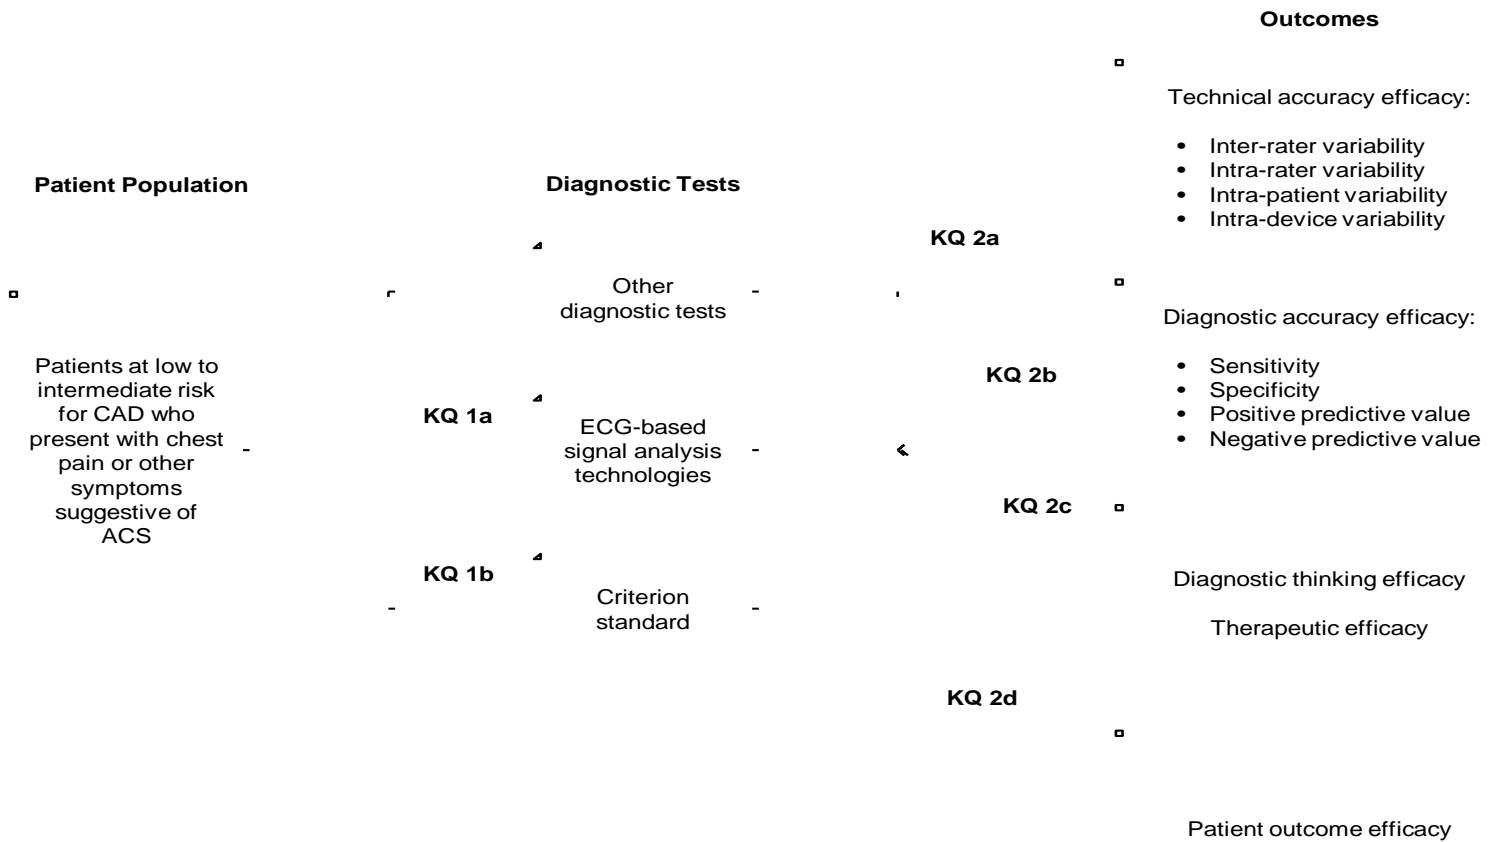 Outcomes
Technical accuracy efficacy:
• Inter-rater variability
• Intra-rater variability
• Intra-patient variability
• Intra-device variability
Patient Population
Diagnostic Tests
KQ 2a
Other
diagnostic tests
Diagnostic accuracy efficacy:
• Sensitivity
• Specificity
• Positive predictive value
• Negative predictive value
Patients at low to
intermediate risk
for CAD who
present with chest
pain or other
symptoms
suggestive of
ACS
KQ 2b
KQ 1a
ECG-based
signal analysis
technologies
KQ 2c
KQ 1b
Criterion
standard
Diagnostic thinking efficacy
Therapeutic efficacy
KQ 2d
Patient outcome efficacy